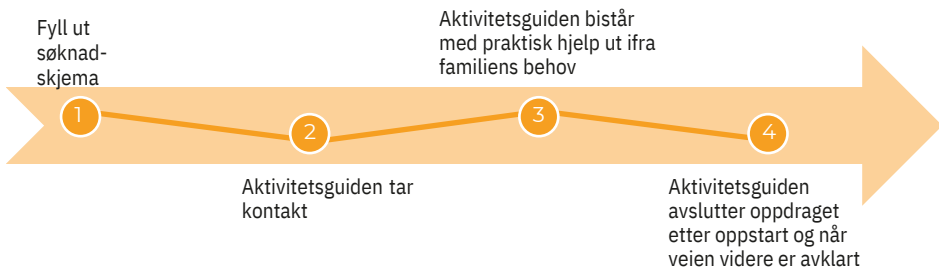 Fyll ut
søknad-
skjema
1
2
Aktivitetsguiden tar
kontakt
Aktivitetsguiden bistår
med praktisk hjelp ut ifra
familiens behov
3
4
Aktivitetsguiden
avslutter oppdraget
etter oppstart og når
veien videre er avklart